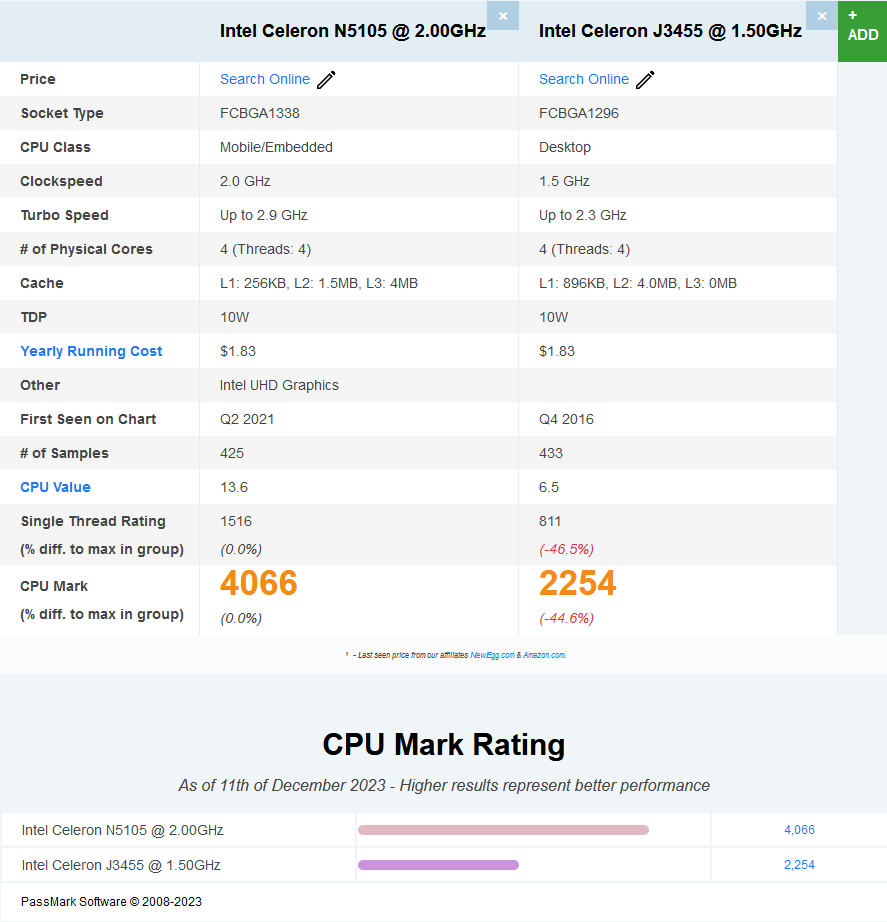 Intel Celeron N5105 @ 2.00GHz × Intel Celeron J3455 @ 1.50GHz × + ADD
Price Search Online Search Online
Socket Type FCBGA1338 FCBGA1296
CPU Class Mobile/Embedded Desktop
Clockspeed 2.0 GHz 1.5 GHz
Turbo Speed Up to 2.9 GHz Up to 2.3 GHz
# of Physical Cores 4 (Threads: 4) 4 (Threads: 4)
Cache L1: 256KB, L2: 1.5MB, L3: 4MB L1: 896KB, L2: 4.0MB, L3: 0MB
TDP 10W 10W
Yearly Running Cost $1.83 $1.83
Other Intel UHD Graphics
First Seen on Chart Q2 2021 Q4 2016
# of Samples 425 433
CPU Value 13.6 6.5
Single Thread Rating 1516 811
(% diff. to max in group) (0.0%) (-46.5%)
CPU Mark 4066 2254
(% diff. to max in group) (0.0%) (-44.6%)
¹ - Last seen price from our affiliates NewEgg.com & Amazon.com.
CPU Mark Rating
As of 11th of December 2023 - Higher results represent better performance
Intel Celeron N5105 @ 2.00GHz 4,066
Intel Celeron J3455 @ 1.50GHz 2,254
PassMark Software © 2008-2023